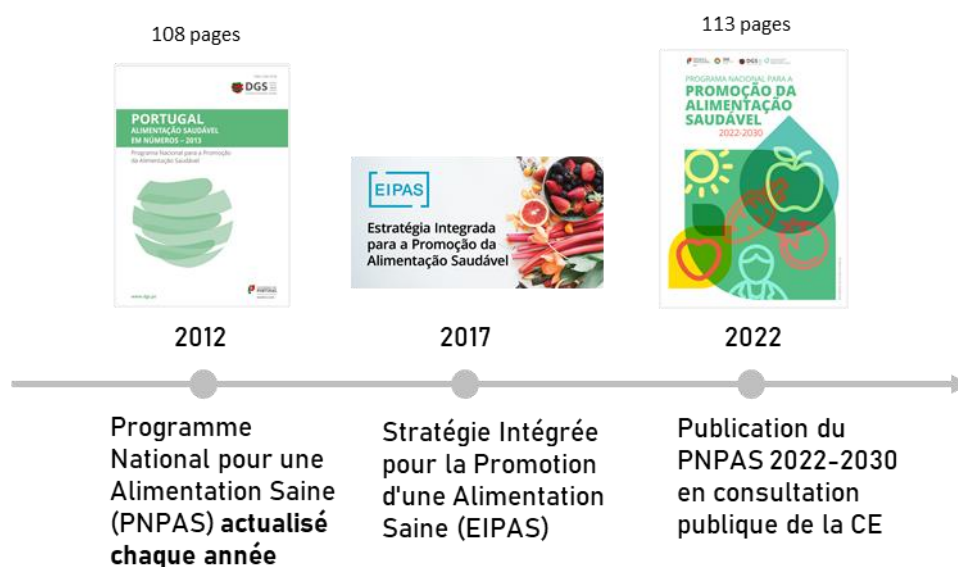 108 pages
DGS
PORTUGAL
ALIMENTAÇÃO SAUDÁVEL
EM NÚMEROS – 2013
Programa Nacional para a Promoção
da Alimentação Saudável
www.dgs.pt
EIPAS
Estratégia Integrada
para a Promoção da
Alimentação Saudável
113 pages
DGS
PROGRAMA NACIONAL PARA A
PROMOÇÃO DA
ALIMENTAÇÃO
SAUDÁVEL
2022-2030
2012
2017
2022
Programme
National pour une
Alimentation Saine
(PNPAS) actualisé
chaque année
Stratégie Intégrée
pour la Promotion
d'une Alimentation
Saine (EIPAS)
Publication du
PNPAS 2022-2030
en consultation
publique de la CE